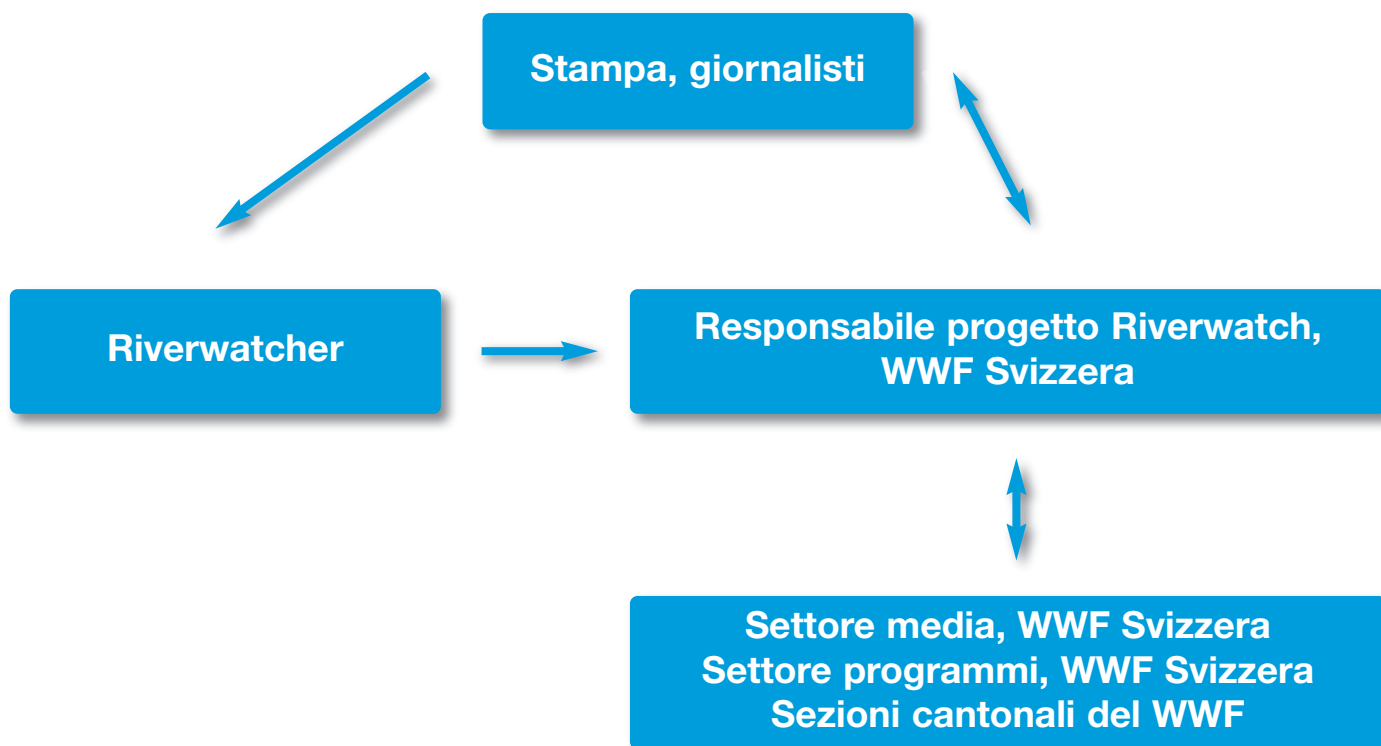 Stampa, giornalisti
Riverwatcher
Responsabile progetto Riverwatch,
WWF Svizzera
Settore media, WWF Svizzera
Settore programmi, WWF Svizzera
Sezioni cantonali del WWF